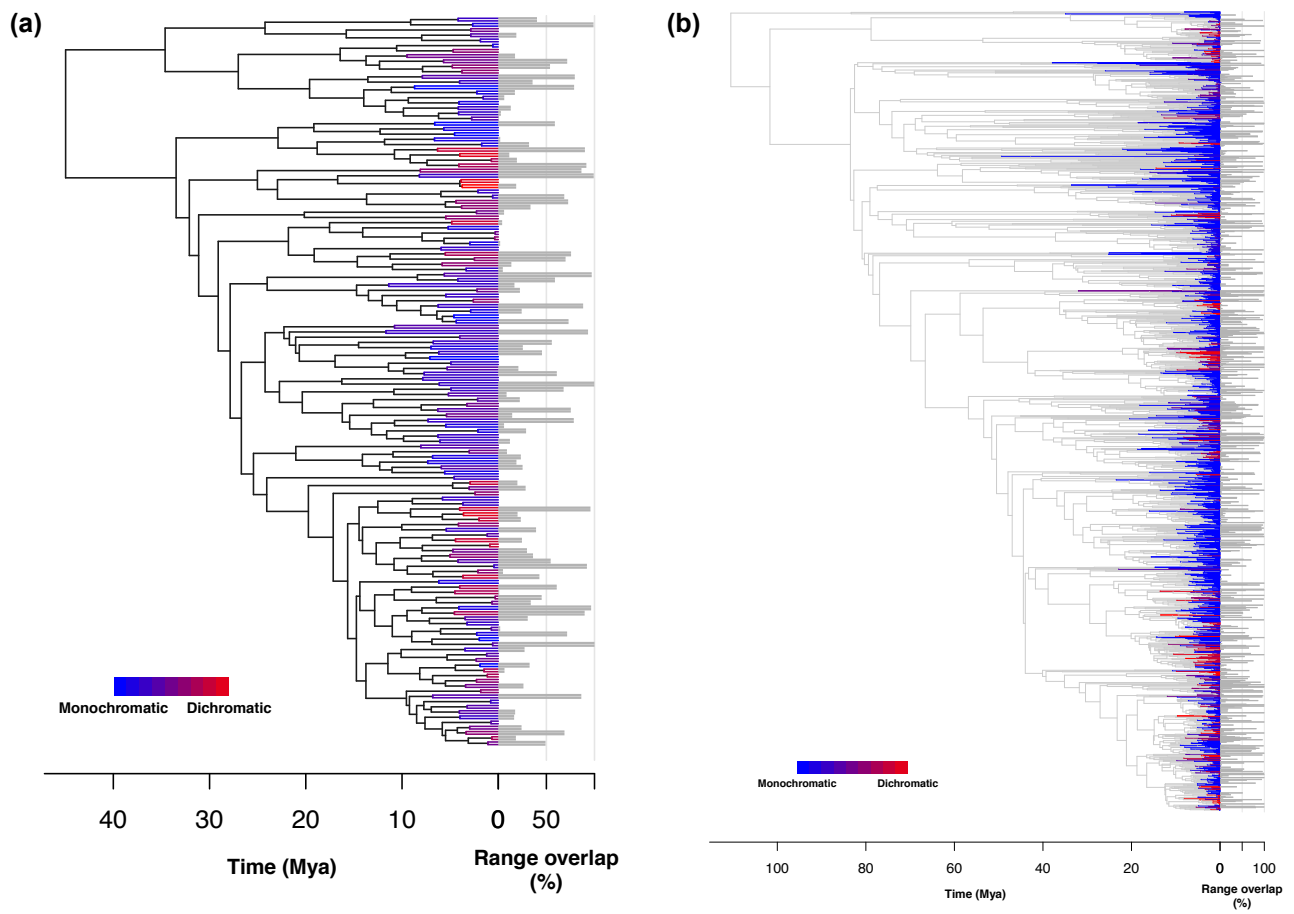 (a)
Monochromatic Dichromatic
40 30 20 10 0 50
Time (Mya)
Range overlap
(%)
(b)
Monochromatic Dichromatic
100 80 60 40 20 0 100
Time (Mya)
Range overlap
(%)